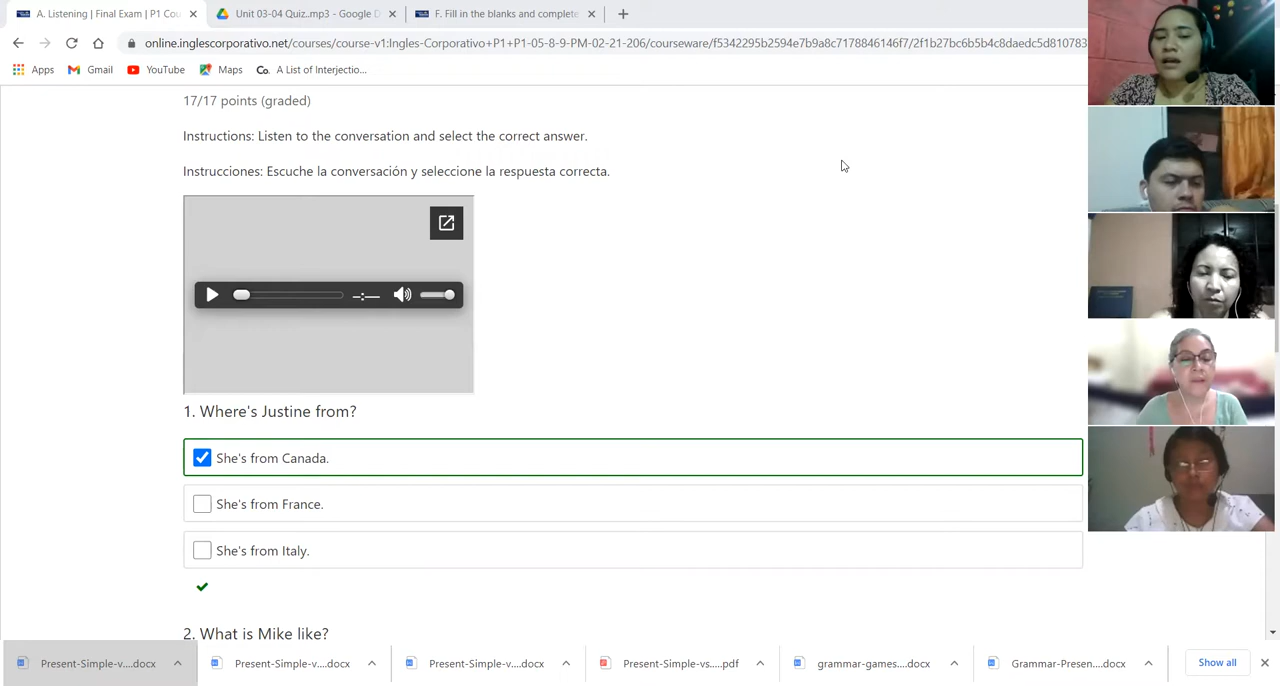 A. Listening | Final Exam | P1 Cou
Unit 03-04 Quiz..mp3 - Google D
F. Fill in the blanks and complete
online.inglescorporativo.net/courses/course-v1:Ingles-Corporativo+P1+P1-05-8-9-PM-02-21-206/courseware/f5342295b2594e7b9a8c7178846146f7/2f1b27bc6b5b4c8daedc5d810783
Apps
Gmail
YouTube
Maps
Co. A List of Interjectio...
17/17 points (graded)
Instructions: Listen to the conversation and select the correct answer.
Instrucciones: Escuche la conversación y seleccione la respuesta correcta.
-:--
1. Where's Justine from?
She's from Canada.
She's from France.
She's from Italy.
2. What is Mike like?
Present-Simple-v....docx
Present-Simple-v....docx
Present-Simple-v....docx
Present-Simple-vs.....pdf
grammar-games....docx
Grammar-Presen....docx
Show all